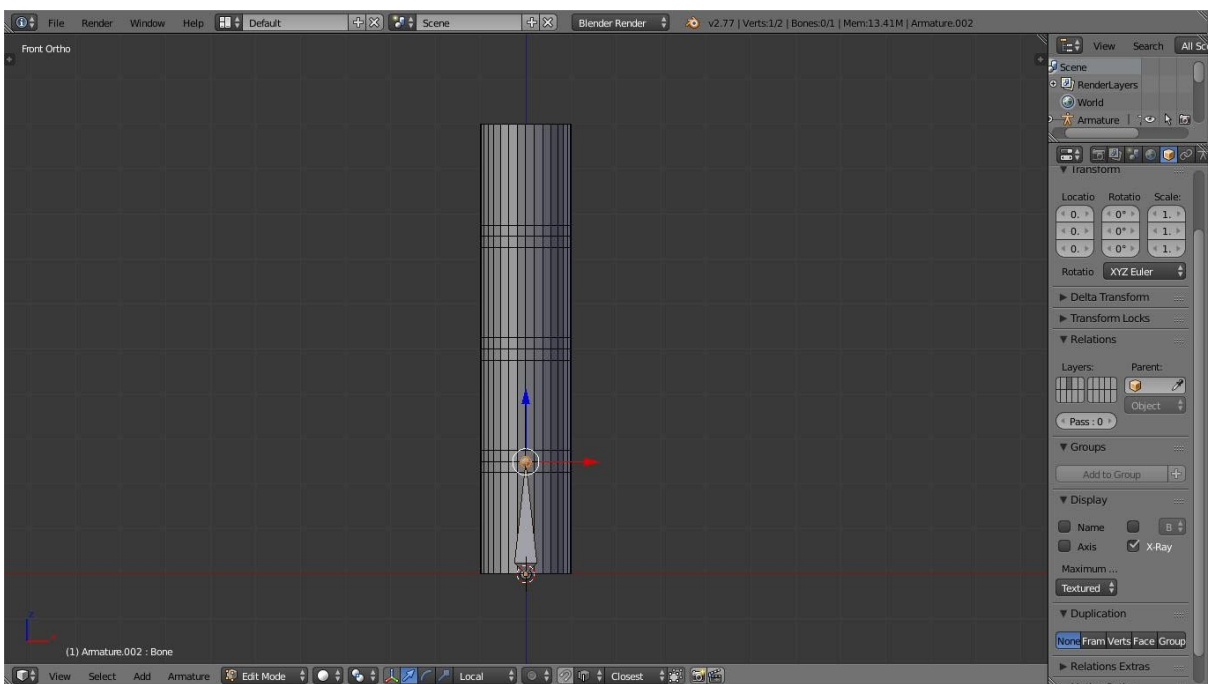 File Render Window Help Default Scene Blender Render v2.77 | Verts:1/2 | Bones:0/1 | Mem:13.41M | Armature.002
Front Ortho
View Search All Sc
Scene
RenderLayers
World
Armature |
Transform
Locatio Rotatio Scale:
0. 0° 1.
0. 0° 1.
0. 0° 1.
Rotatio XYZ Euler
Delta Transform
Transform Locks
Relations
Layers: Parent:
Object
Pass : 0
Groups
Add to Group
Display
Name B
Axis X-Ray
Maximum ...
Textured
Duplication
None Fram Verts Face Group
Relations Extras
z
x
(1) Armature.002 : Bone
View Select Add Armature Edit Mode Local Closest